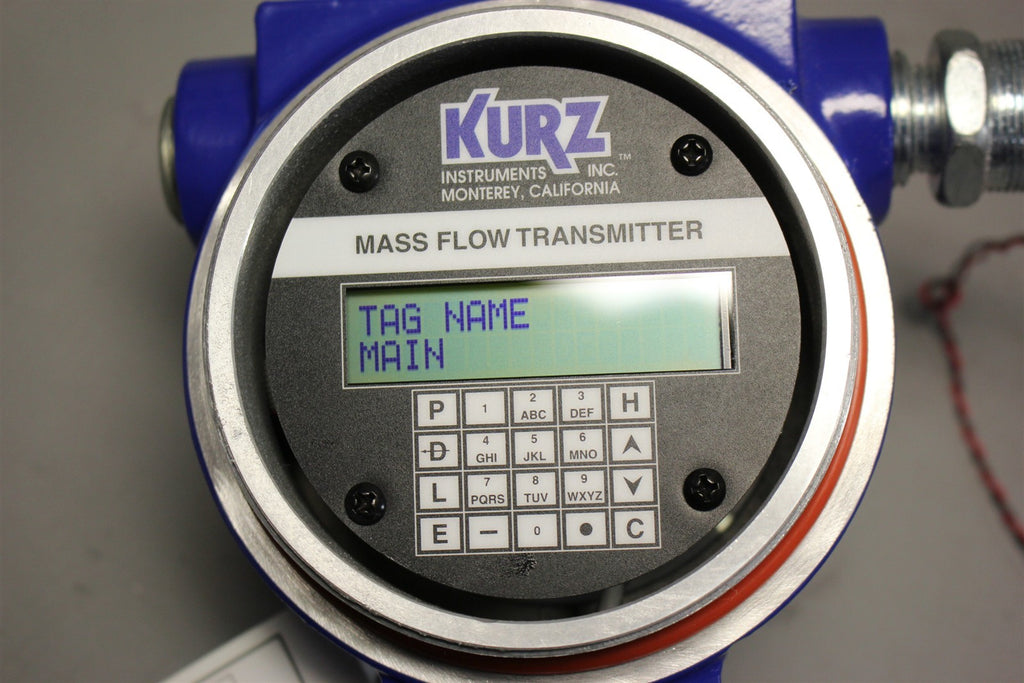 KURZ
INSTRUMENTS INC.™
MONTEREY, CALIFORNIA
MASS FLOW TRANSMITTER
TAG NAME
MAIN
P 1 2 ABC 3 DEF H
D 4 GHI 5 JKL 6 MNO
L 7 PQRS 8 TUV 9 WXYZ
E – 0 • C